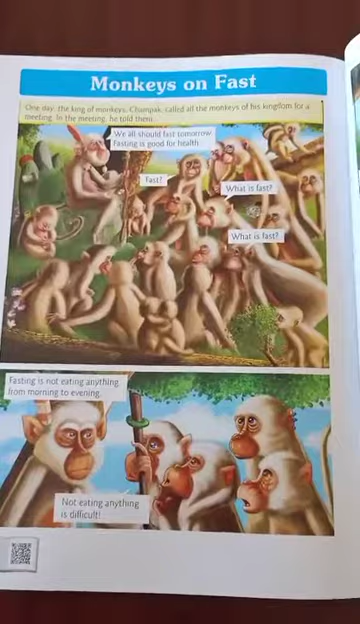 Monkeys on Fast
One day, the king of monkeys, Champak, called all the monkeys of his kingdom for a
meeting. In the meeting, he told them...
We all should fast tomorrow.
Fasting is good for health.
Fast?
What is fast?
What is fast?
Fasting is not eating anything
from morning to evening.
Not eating anything
is difficult!